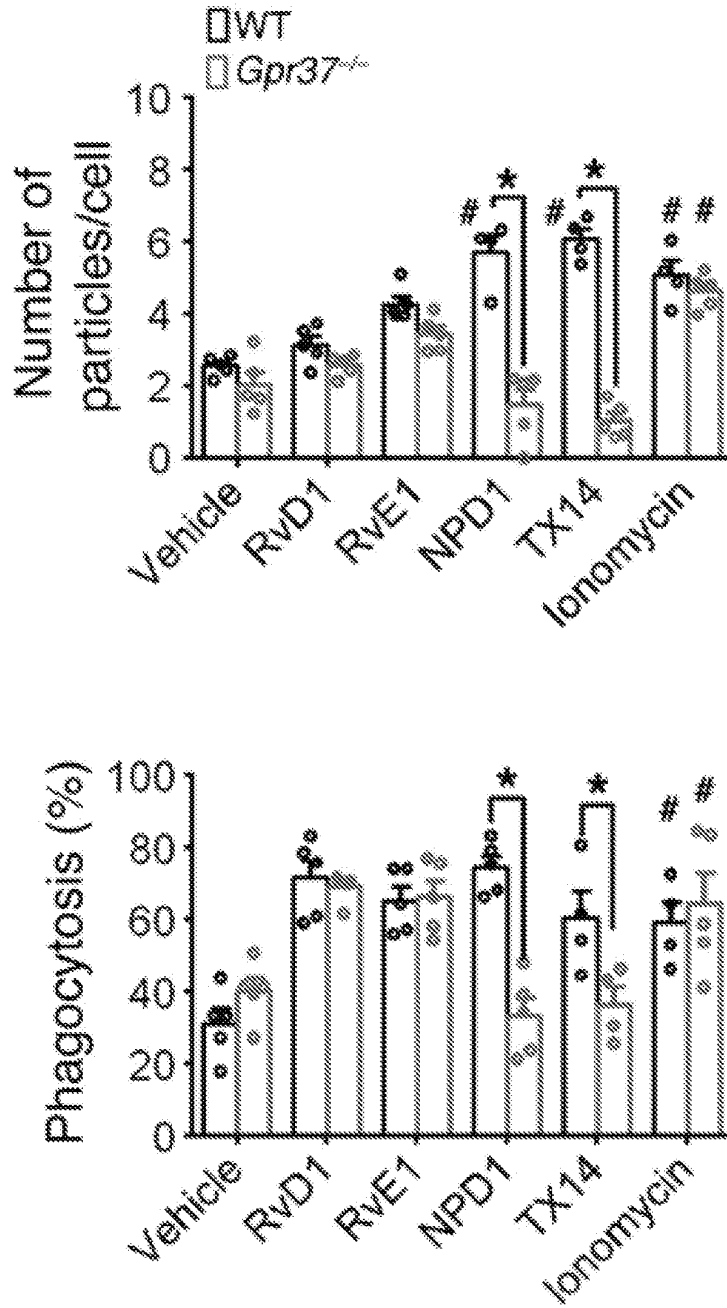 WT
Gpr37-/-
Number of
particles/cell
10
8
6
4
2
0
# * # * # #
Vehicle RvD1 RvE1 NPD1 TX14 Ionomycin
Phagocytosis (%)
100
80
60
40
20
0
* * # #
Vehicle RvD1 RvE1 NPD1 TX14 Ionomycin